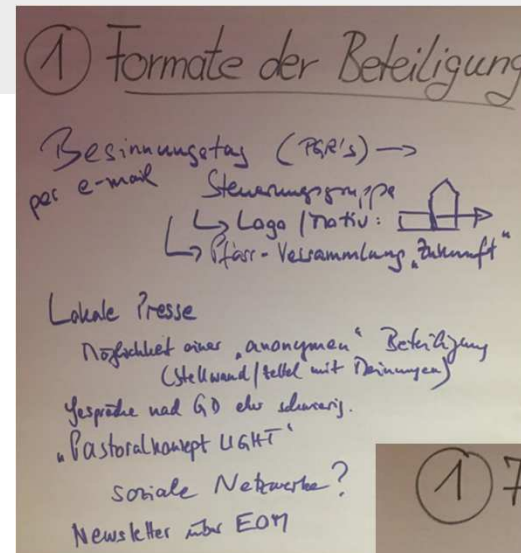 ① Formate der Beteiligung
Besinnungstag (PGR's) →
per e-mail Steuerungsgruppe
↳ Logo / Motiv:
↳ Pfarr-Versammlung „Zukunft"
Lokale Presse
Möglichkeit einer „anonymen" Beteiligung
(Stellwand / Zettel mit Meinungen)
Gespräche nach GD eher schwierig.
„Pastoralkonzept LIGHT"
soziale Netzwerke?
Newsletter über EOM
① 7